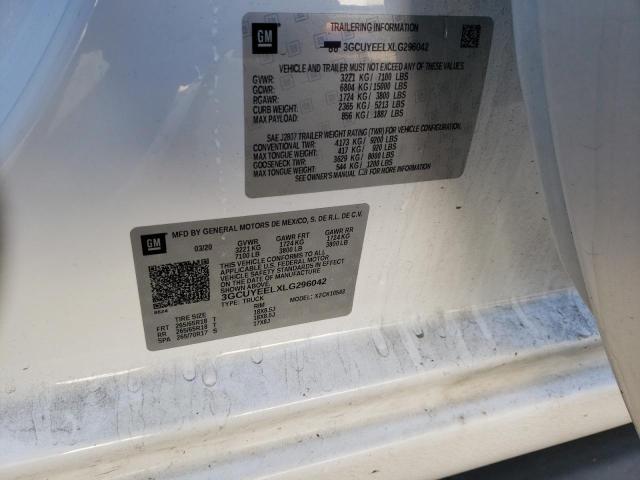 GM
TRAILERING INFORMATION
3GCUYEELXLG296042
VEHICLE AND TRAILER MUST NOT EXCEED ANY OF THESE VALUES.
GVWR: 3221 KG/ 7100 LBS
GCWR: 6804 KG/ 15000 LBS
RGAWR: 1724 KG/ 3800 LBS
CURB WEIGHT: 2365 KG/ 5213 LBS
MAX PAYLOAD: 856 KG/ 1887 LBS
SAE J2807 TRAILER WEIGHT RATING (TWR) FOR VEHICLE CONFIGURATION.
CONVENTIONAL TWR: 4173 KG/ 9200 LBS
MAX TONGUE WEIGHT: 417 KG/ 920 LBS
GOOSENECK TWR: 3629 KG/ 8000 LBS
MAX TONGUE WEIGHT: 544 KG/ 1200 LBS
SEE OWNER'S MANUAL FOR MORE INFORMATION.
GM
MFD BY GENERAL MOTORS DE MEXICO, S. DE R.L. DE C.V.
03/20 GVWR GAWR FRT GAWR RR
3221 KG 1724 KG 1724 KG
7100 LB 3800 LB 3800 LB
THIS VEHICLE CONFORMS TO ALL
APPLICABLE U.S. FEDERAL MOTOR
VEHICLE SAFETY STANDARDS IN EFFECT
ON THE DATE OF MANUFACTURE
SHOWN ABOVE.
3GCUYEELXLG296042
TYPE: TRUCK MODEL:
TIRE SIZE RIM
FRT 265/65R18 T 18X8.5J
RR 265/65R18 T 18X8.5J
SPA 265/70R17 S 17X8J